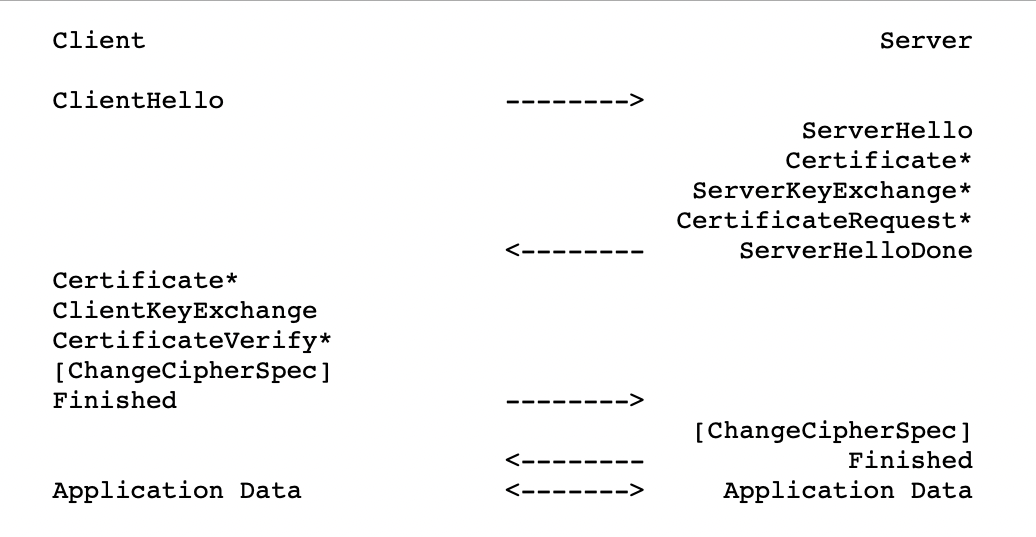 Client Server
ClientHello -------->
ServerHello
Certificate*
ServerKeyExchange*
CertificateRequest*
<-------- ServerHelloDone
Certificate*
ClientKeyExchange
CertificateVerify*
[ChangeCipherSpec]
Finished -------->
[ChangeCipherSpec]
<-------- Finished
Application Data <-------> Application Data